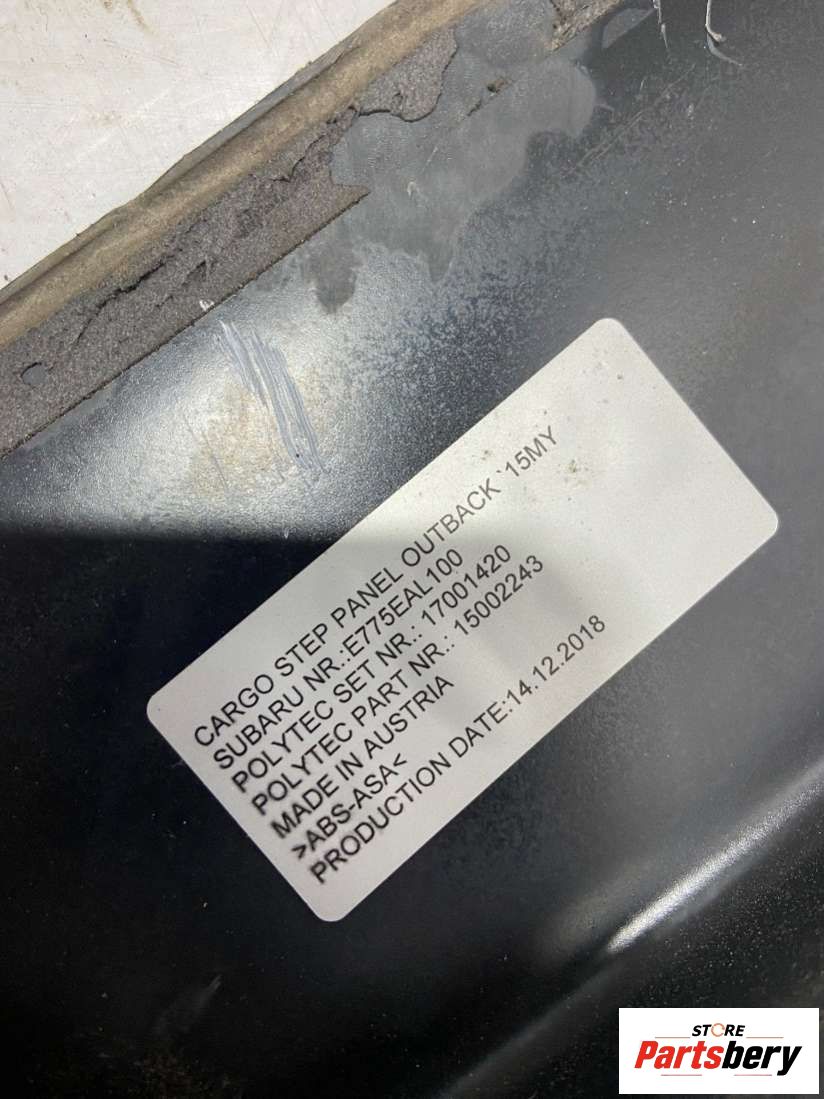 CARGO STEP PANEL OUTBACK `15MY
SUBARU NR.:E775EAL100
POLYTEC SET NR.: 17001420
POLYTEC PART NR.: 15002243
MADE IN AUSTRIA
>ABS-ASA<
PRODUCTION DATE:14.12.2018
STORE
Partsbery